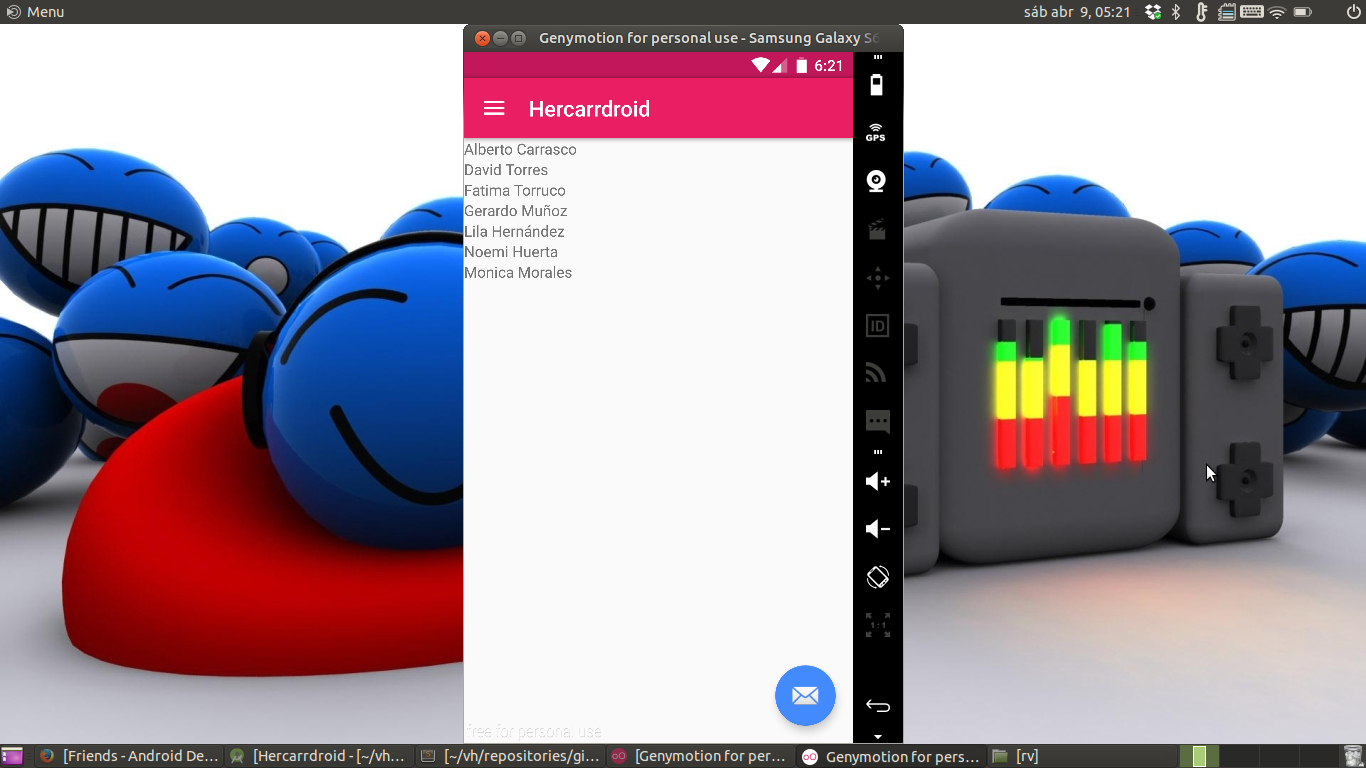 Menu
sáb abr 9, 05:21
Genymotion for personal use - Samsung Galaxy S6
6:21
Hercarrdroid
Alberto Carrasco
David Torres
Fatima Torruco
Gerardo Muñoz
Lila Hernández
Noemi Huerta
Monica Morales
GPS
ID
1:1
free for personal use
[Friends - Android De...
[Hercarrdroid - [~/vh...
[~/vh/repositories/gi...
[Genymotion for per...
Genymotion for pers...
[rv]